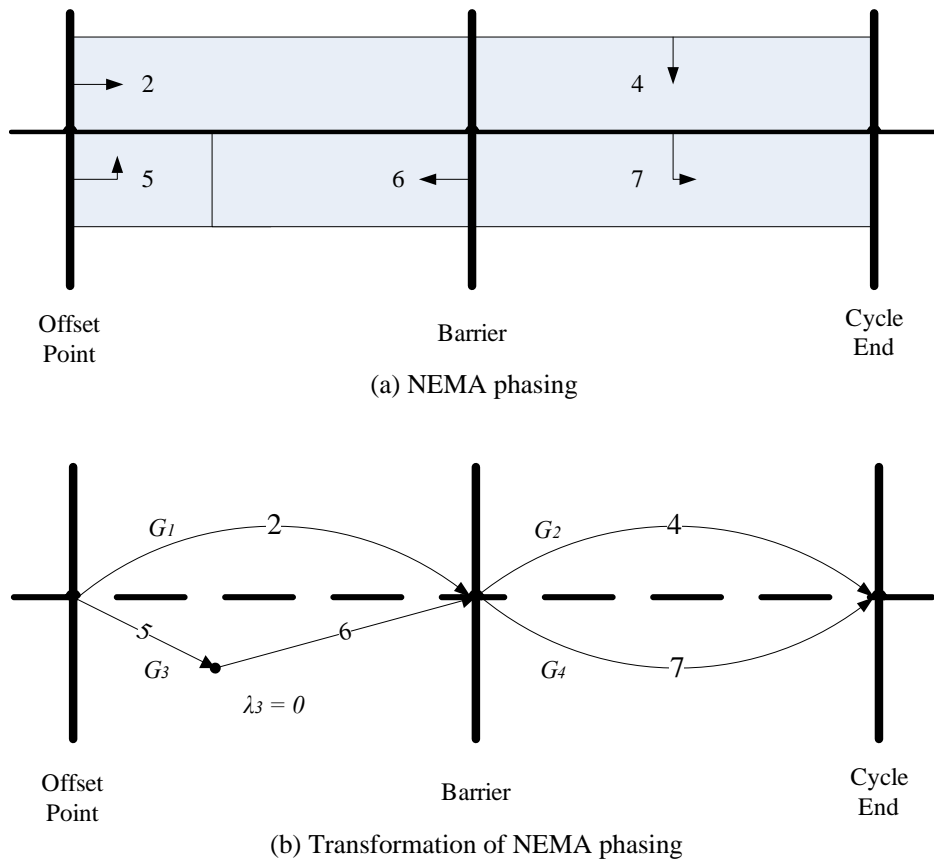 2
4
5
6
7
Offset
Point
Barrier
Cycle
End
(a) NEMA phasing
G1
2
G2
4
5
6
G3
G4
7
λ3 = 0
Offset
Point
Barrier
Cycle
End
(b) Transformation of NEMA phasing